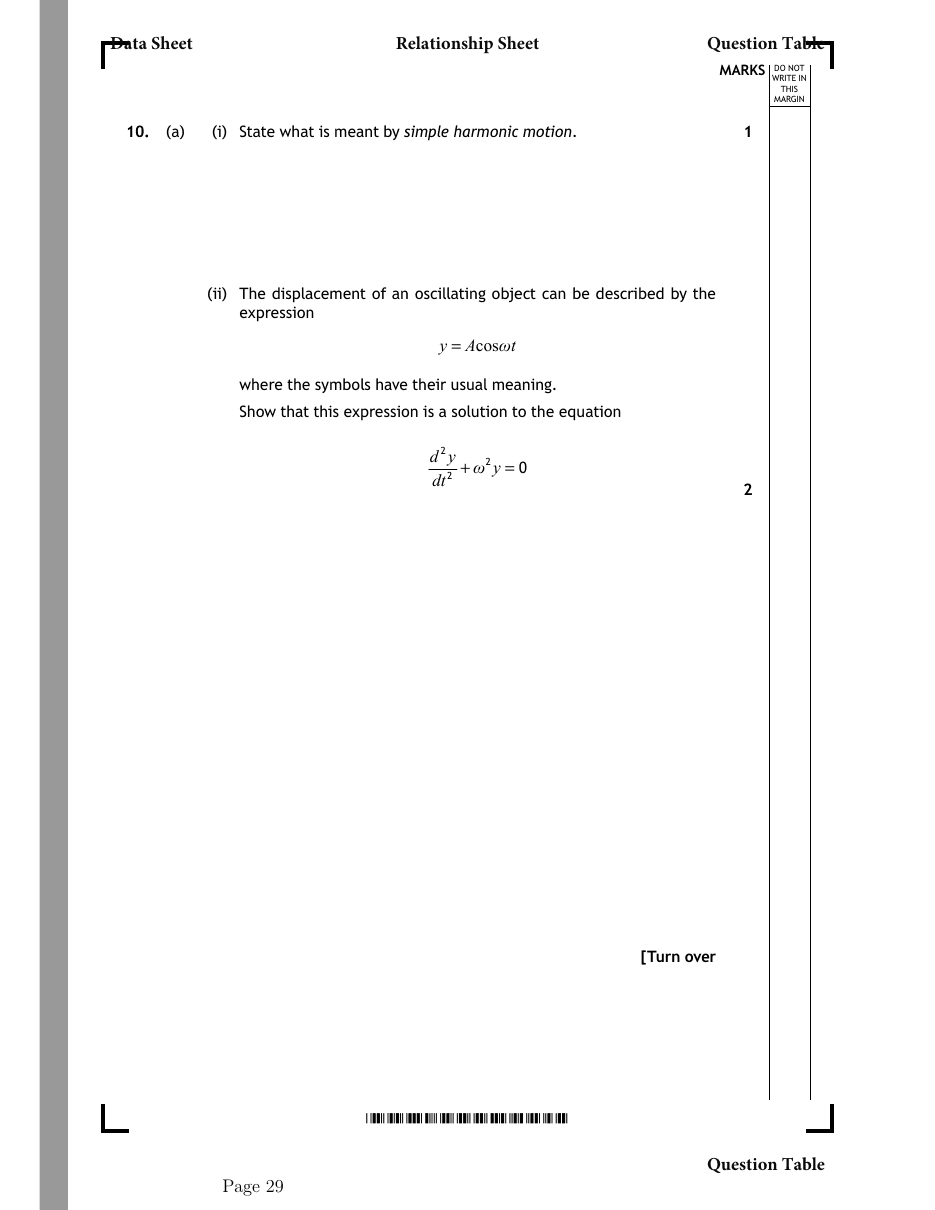 Data Sheet Relationship Sheet Question Table
MARKS
DO NOT
WRITE IN
THIS
MARGIN
10. (a) (i) State what is meant by simple harmonic motion. 1
(ii) The displacement of an oscillating object can be described by the
expression
y = Acosωt
where the symbols have their usual meaning.
Show that this expression is a solution to the equation
d²y/dt² + ω²y = 0
2
[Turn over
Question Table
Page 29